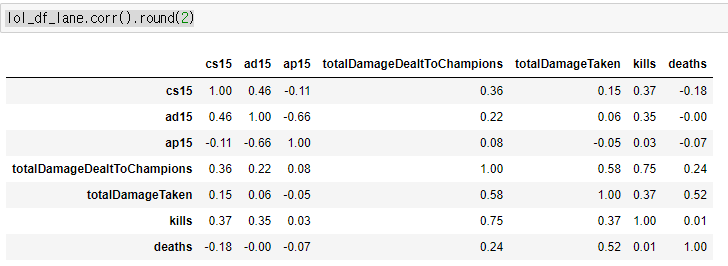 lol_df_lane.corr().round(2)
cs15 ad15 ap15 totalDamageDealtToChampions totalDamageTaken kills deaths
cs15 1.00 0.46 -0.11 0.36 0.15 0.37 -0.18
ad15 0.46 1.00 -0.66 0.22 0.06 0.35 -0.00
ap15 -0.11 -0.66 1.00 0.08 -0.05 0.03 -0.07
totalDamageDealtToChampions 0.36 0.22 0.08 1.00 0.58 0.75 0.24
totalDamageTaken 0.15 0.06 -0.05 0.58 1.00 0.37 0.52
kills 0.37 0.35 0.03 0.75 0.37 1.00 0.01
deaths -0.18 -0.00 -0.07 0.24 0.52 0.01 1.00